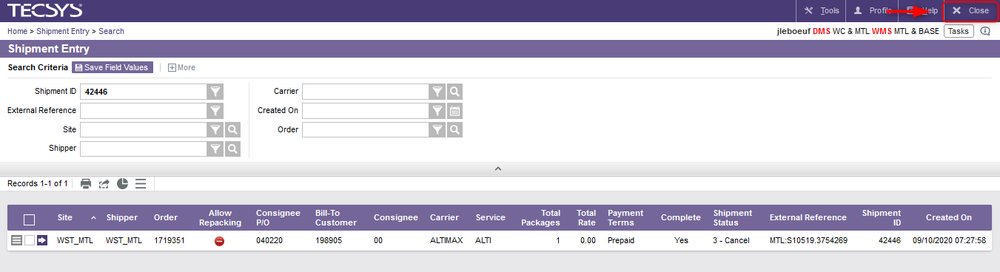 TECSYS
Tools Profile Help Close
Home > Shipment Entry > Search
jleboeuf DMS WC & MTL WMS MTL & BASE Tasks
Shipment Entry
Search Criteria Save Field Values More
Shipment ID 42446 Carrier
External Reference Created On
Site Order
Shipper
Records 1-1 of 1
Site Shipper Order Allow Repacking Consignee P/O Bill-To Customer Consignee Carrier Service Total Packages Total Rate Payment Terms Complete Shipment Status External Reference Shipment ID Created On
WST_MTL WST_MTL 1719351 040220 198905 00 ALTIMAX ALTI 1 0.00 Prepaid Yes 3 - Cancel MTL:S10519.3754269 42446 09/10/2020 07:27:58